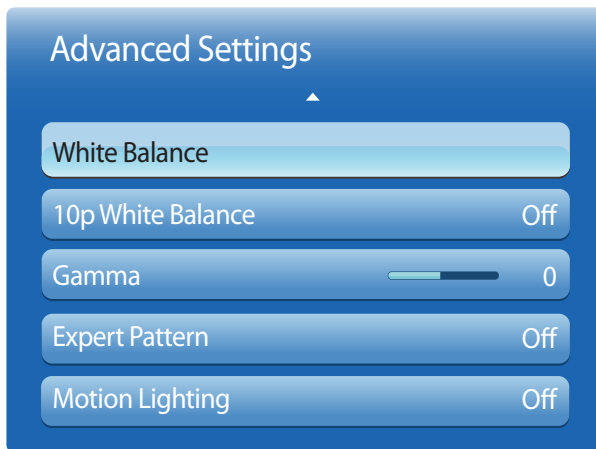 Advanced Settings
White Balance
10p White Balance Off
Gamma 0
Expert Pattern Off
Motion Lighting Off